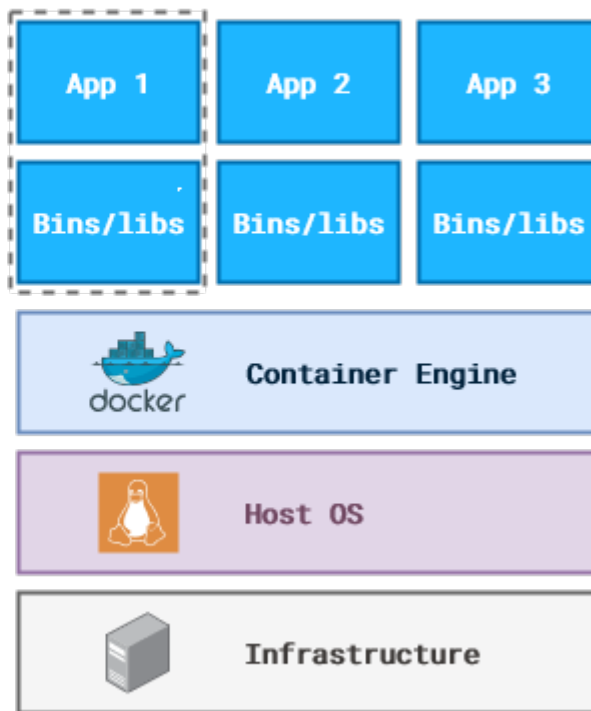 App 1 App 2 App 3
Bins/libs Bins/libs Bins/libs
docker Container Engine
Host OS
Infrastructure